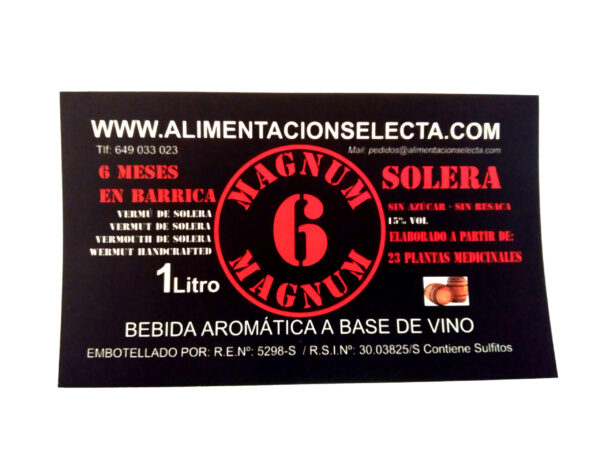 WWW.ALIMENTACIONSELECTA.COM
Tlf: 649 033 023
Mail: pedidos@alimentacionselecta.com
6 MESES
EN BARRICA
VERMÚ DE SOLERA
VERMUT DE SOLERA
VERMOUTH DE SOLERA
WERMUT HANDCRAFTED
1Litro
MAGNUM
6
MAGNUM
SOLERA
SIN AZÚCAR - SIN RESACA
15% VOL
ELABORADO A PARTIR DE:
23 PLANTAS MEDICINALES
BEBIDA AROMÁTICA A BASE DE VINO
EMBOTELLADO POR: R.E.Nº: 5298-S / R.S.I.Nº: 30.03825/S Contiene Sulfitos